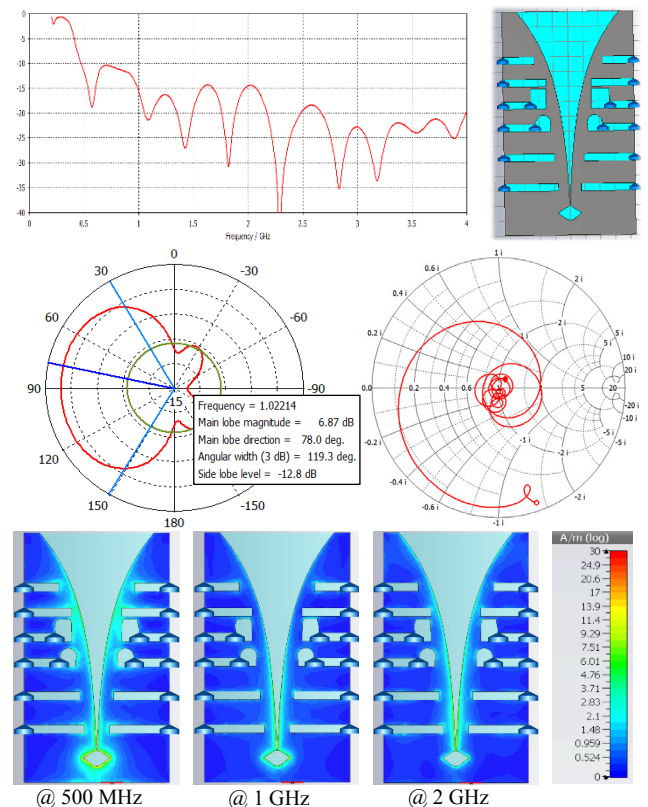 0
-5
-10
-15
-20
-25
-30
-35
-40
0 0.5 1 1.5 2 2.5 3 3.5 4
Frequency / GHz
0
30 -30
60 -60
90 -90
120 -120
150 -150
180
-15
Frequency = 1.02214
Main lobe magnitude = 6.87 dB
Main lobe direction = 78.0 deg.
Angular width (3 dB) = 119.3 deg.
Side lobe level = -12.8 dB
1 i
0.6 i
0.4 i
0.2
2 i
5 i
10 i
20 i
0.0 0.2 0.4 1.0 5 20
-20 i
-10 i
-5 i
-2 i
-0.2
-0.4 i
-0.6 i
-1 i
A/m (log)
30
24.9
20.6
17
13.9
11.4
9.29
7.51
6.01
4.76
3.71
2.83
2.1
1.48
0.959
0.524
0
@ 500 MHz @ 1 GHz @ 2 GHz